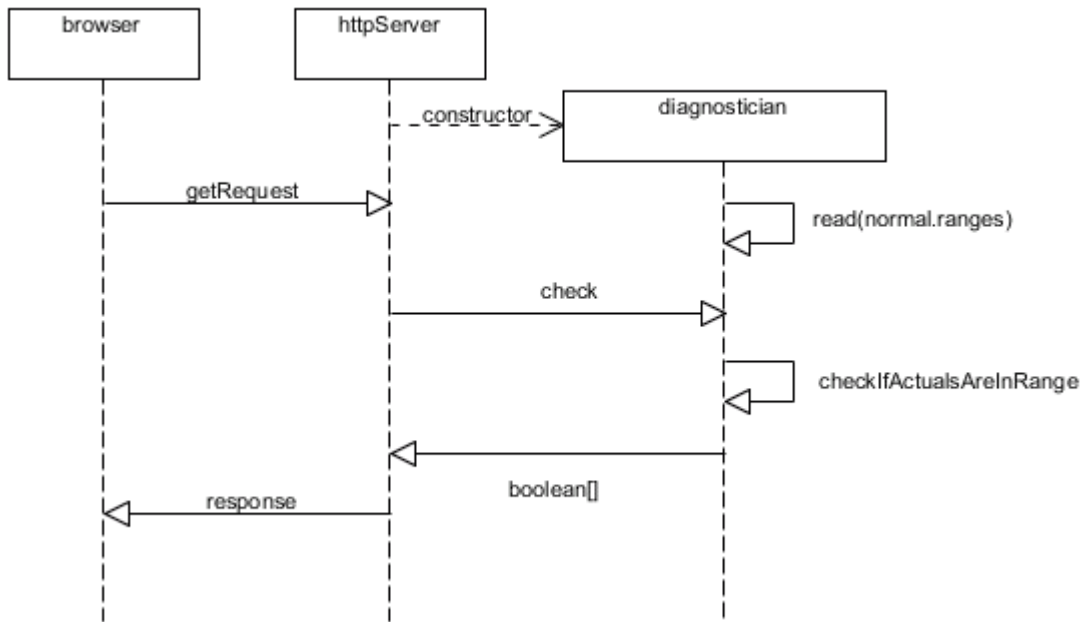 browser
httpServer
constructor
diagnostician
getRequest
read(normal.ranges)
check
checkIfActualsAreInRange
boolean[]
response